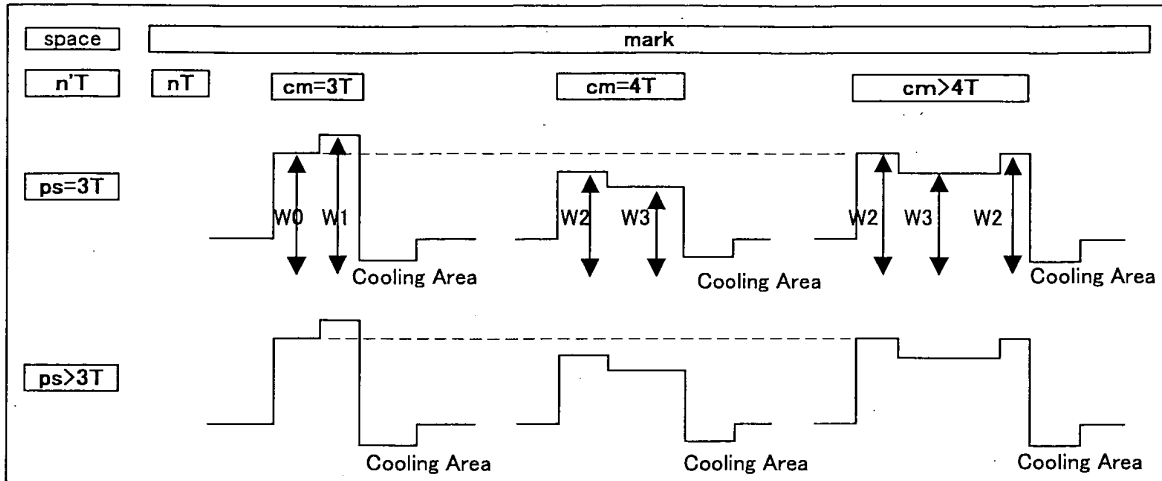 space mark
n'T nT cm=3T cm=4T cm>4T
ps=3T W0 W1 W2 W3 W2 W3 W2
Cooling Area Cooling Area Cooling Area
ps>3T
Cooling Area Cooling Area Cooling Area